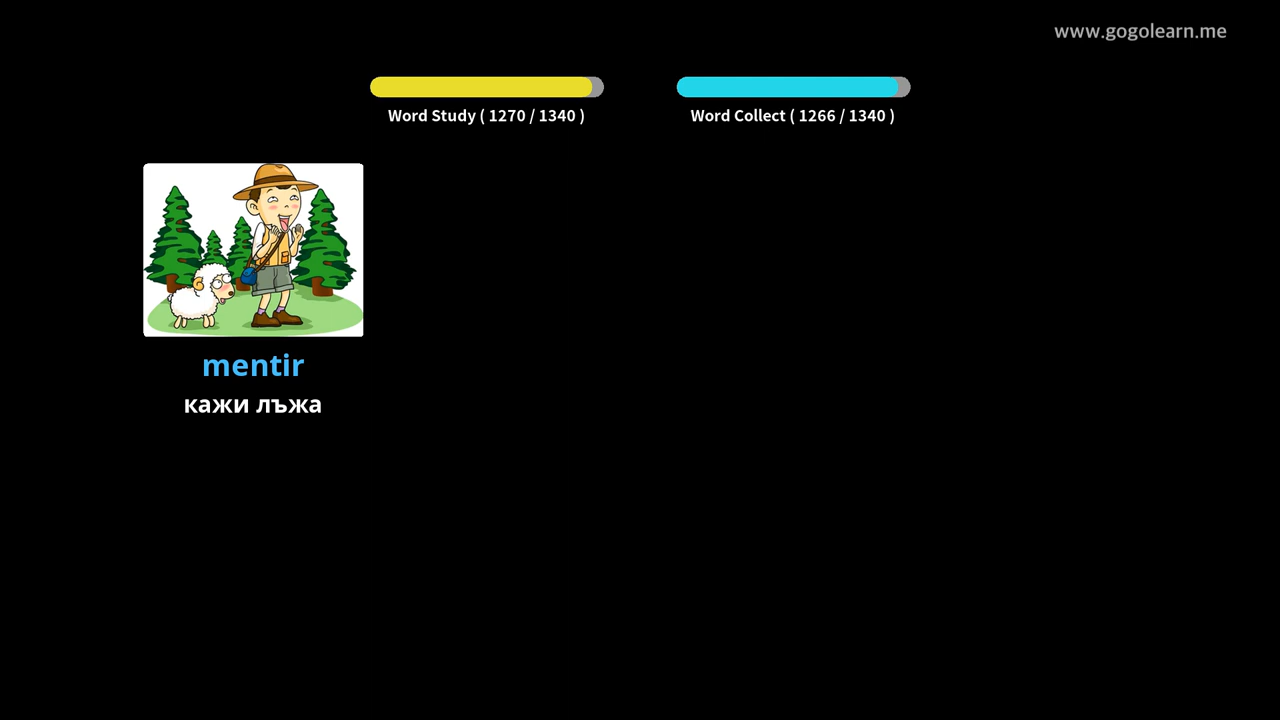 www.gogolearn.me
Word Study ( 1270 / 1340 )
Word Collect ( 1266 / 1340 )
mentir
кажи лъжа